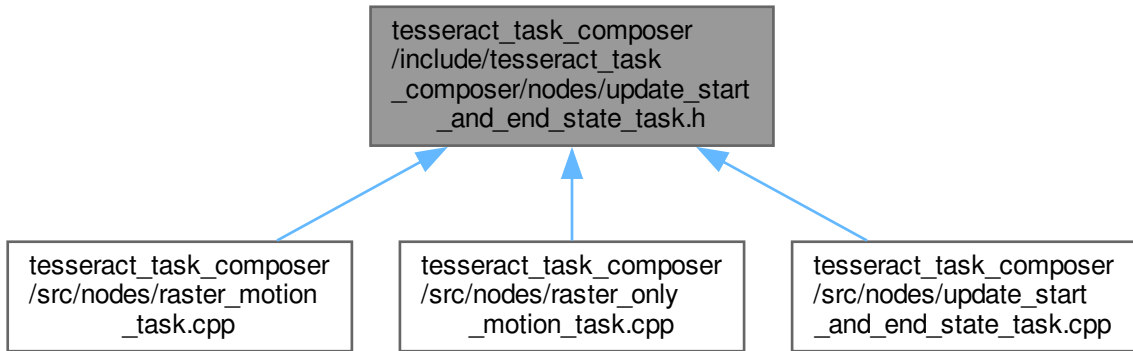 tesseract_task_composer
/include/tesseract_task
_composer/nodes/update_start
_and_end_state_task.h
tesseract_task_composer
/src/nodes/raster_motion
_task.cpp
tesseract_task_composer
/src/nodes/raster_only
_motion_task.cpp
tesseract_task_composer
/src/nodes/update_start
_and_end_state_task.cpp